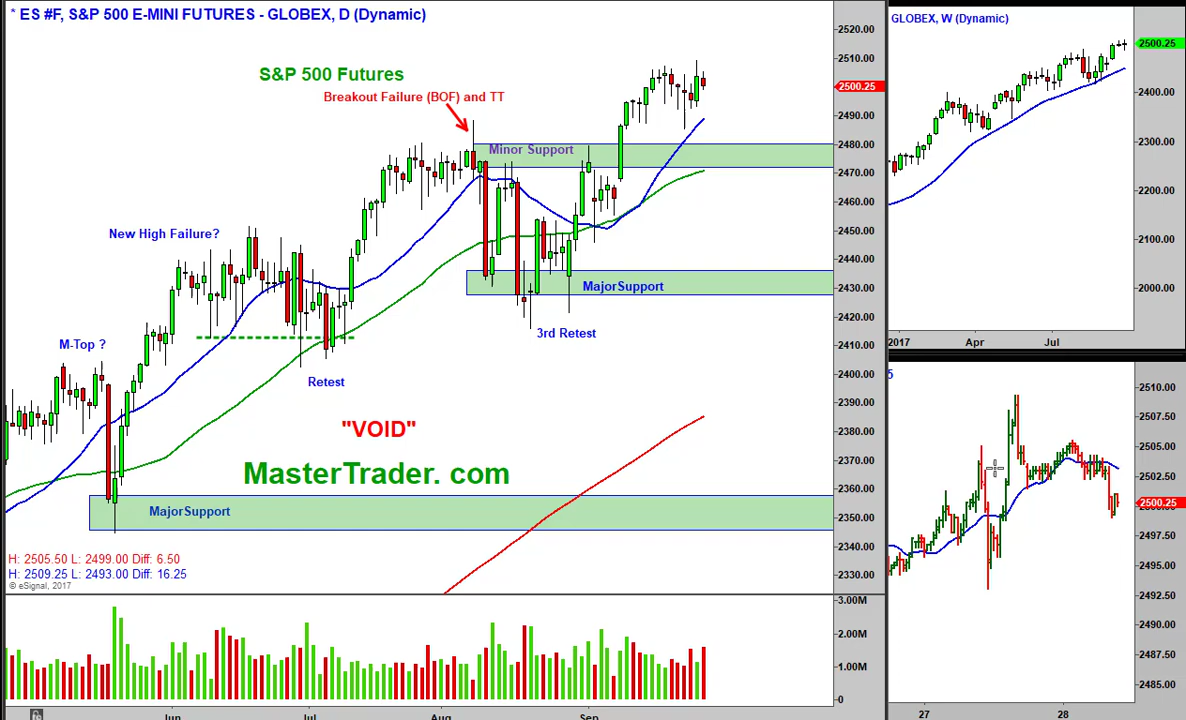 * ES #F, S&P 500 E-MINI FUTURES - GLOBEX, D (Dynamic)
S&P 500 Futures
Breakout Failure (BOF) and TT
Minor Support
New High Failure?
MajorSupport
3rd Retest
M-Top ?
Retest
"VOID"
MasterTrader. com
MajorSupport
H: 2505.50 L: 2499.00 Diff: 6.50
H: 2509.25 L: 2493.00 Diff: 16.25
© eSignal, 2017
2520.00
2510.00
2500.25
2490.00
2480.00
2470.00
2460.00
2450.00
2440.00
2430.00
2420.00
2410.00
2400.00
2390.00
2380.00
2370.00
2360.00
2350.00
2340.00
2330.00
3.00M
2.00M
1.00M
0
Jun Jul Aug Sep
GLOBEX, W (Dynamic)
2500.25
2400.00
2300.00
2200.00
2100.00
2000.00
2017 Apr Jul
5
2510.00
2507.50
2505.00
2502.50
2500.25
2497.50
2495.00
2492.50
2490.00
2487.50
2485.00
27 28